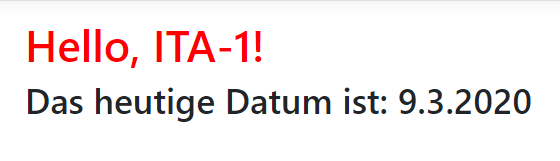 Hello, ITA-1!
Das heutige Datum ist: 9.3.2020